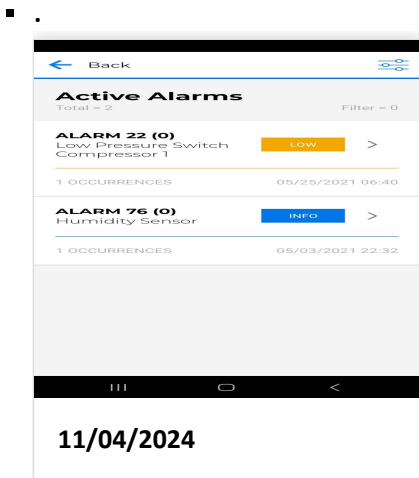 Back
Active Alarms
Total = 2 Filter = 0
ALARM 22 (0)
Low Pressure Switch
Compressor 1
LOW
1 OCCURRENCES 05/25/2021 06:40
ALARM 76 (0)
Humidity Sensor
INFO
1 OCCURRENCES 05/03/2021 22:32
11/04/2024